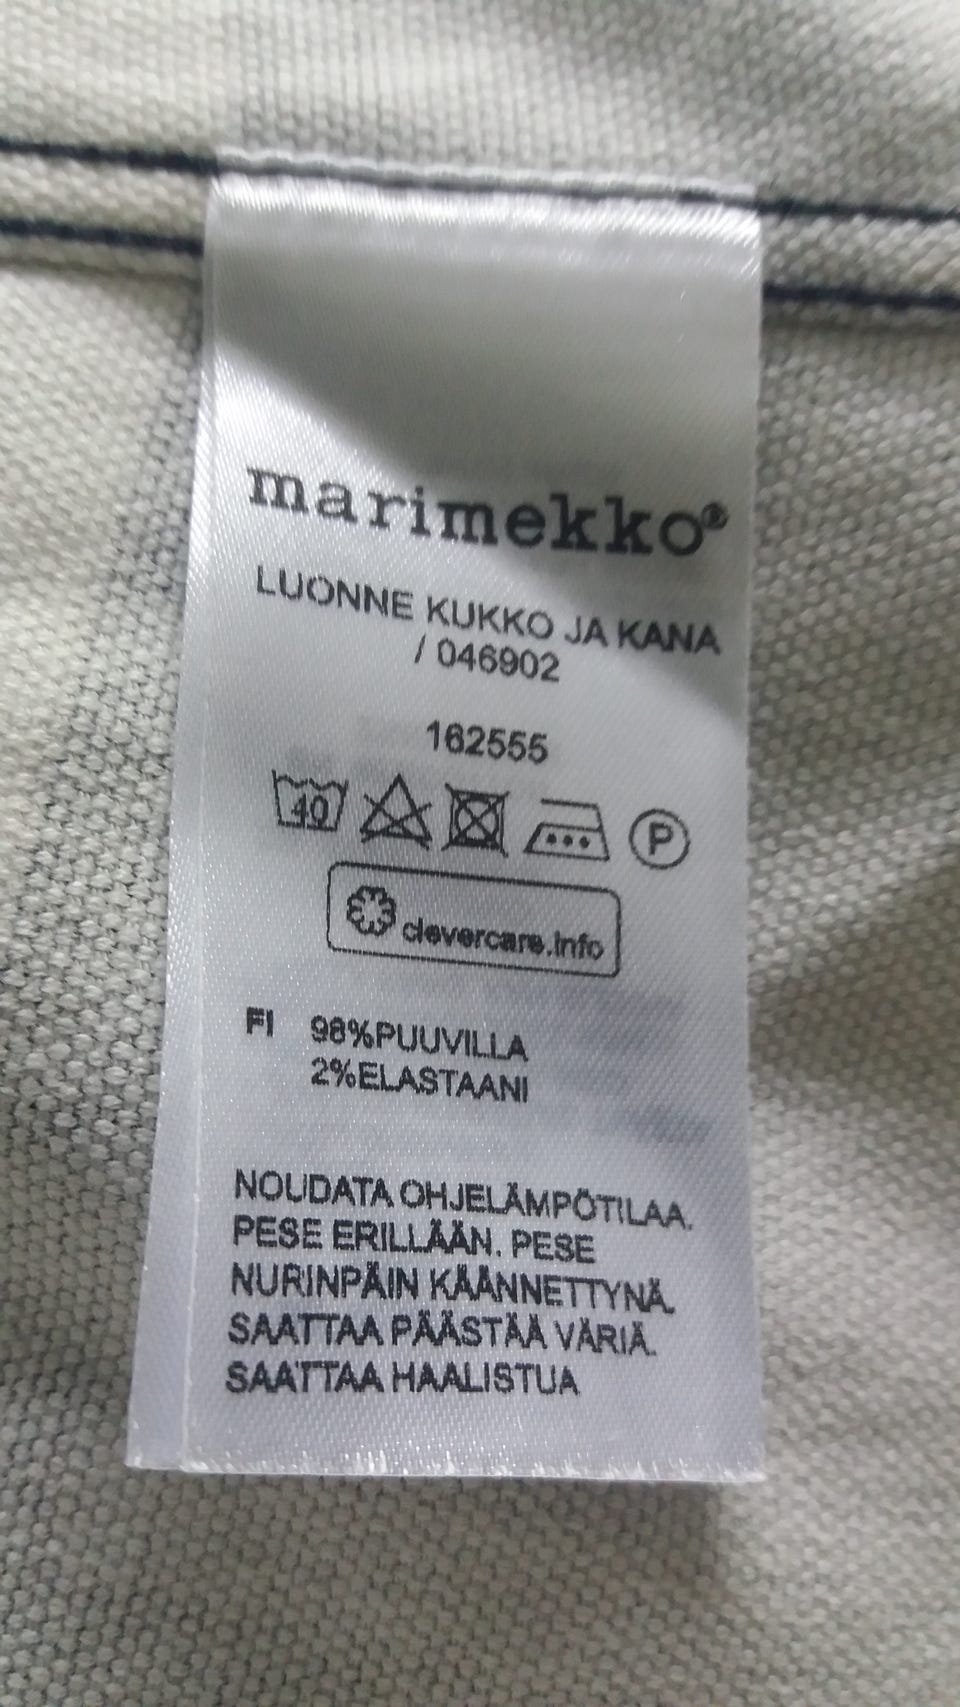 marimekko®
LUONNE KUKKO JA KANA
/ 046902
162555
40 P
clevercare.info
FI 98%PUUVILLA
2%ELASTAANI
NOUDATA OHJELÄMPÖTILAA.
PESE ERILLÄÄN. PESE
NURINPÄIN KÄÄNNETTYNÄ.
SAATTAA PÄÄSTÄÄ VÄRIÄ.
SAATTAA HAALISTUA